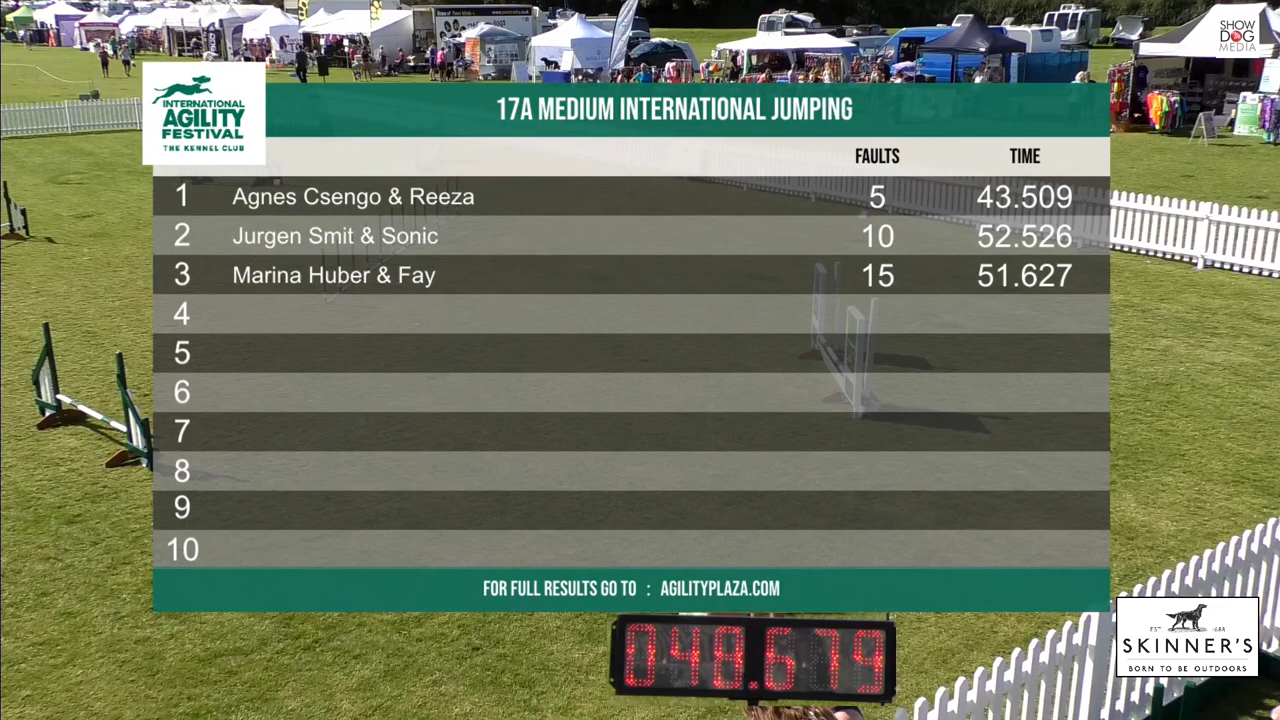 SHOW
DOG
MEDIA
INTERNATIONAL
AGILITY
FESTIVAL
THE KENNEL CLUB
17A MEDIUM INTERNATIONAL JUMPING
FAULTS TIME
1 Agnes Csengo & Reeza 5 43.509
2 Jurgen Smit & Sonic 10 52.526
3 Marina Huber & Fay 15 51.627
4
5
6
7
8
9
10
FOR FULL RESULTS GO TO : AGILITYPLAZA.COM
048.679
SKINNER'S
BORN TO BE OUTDOORS